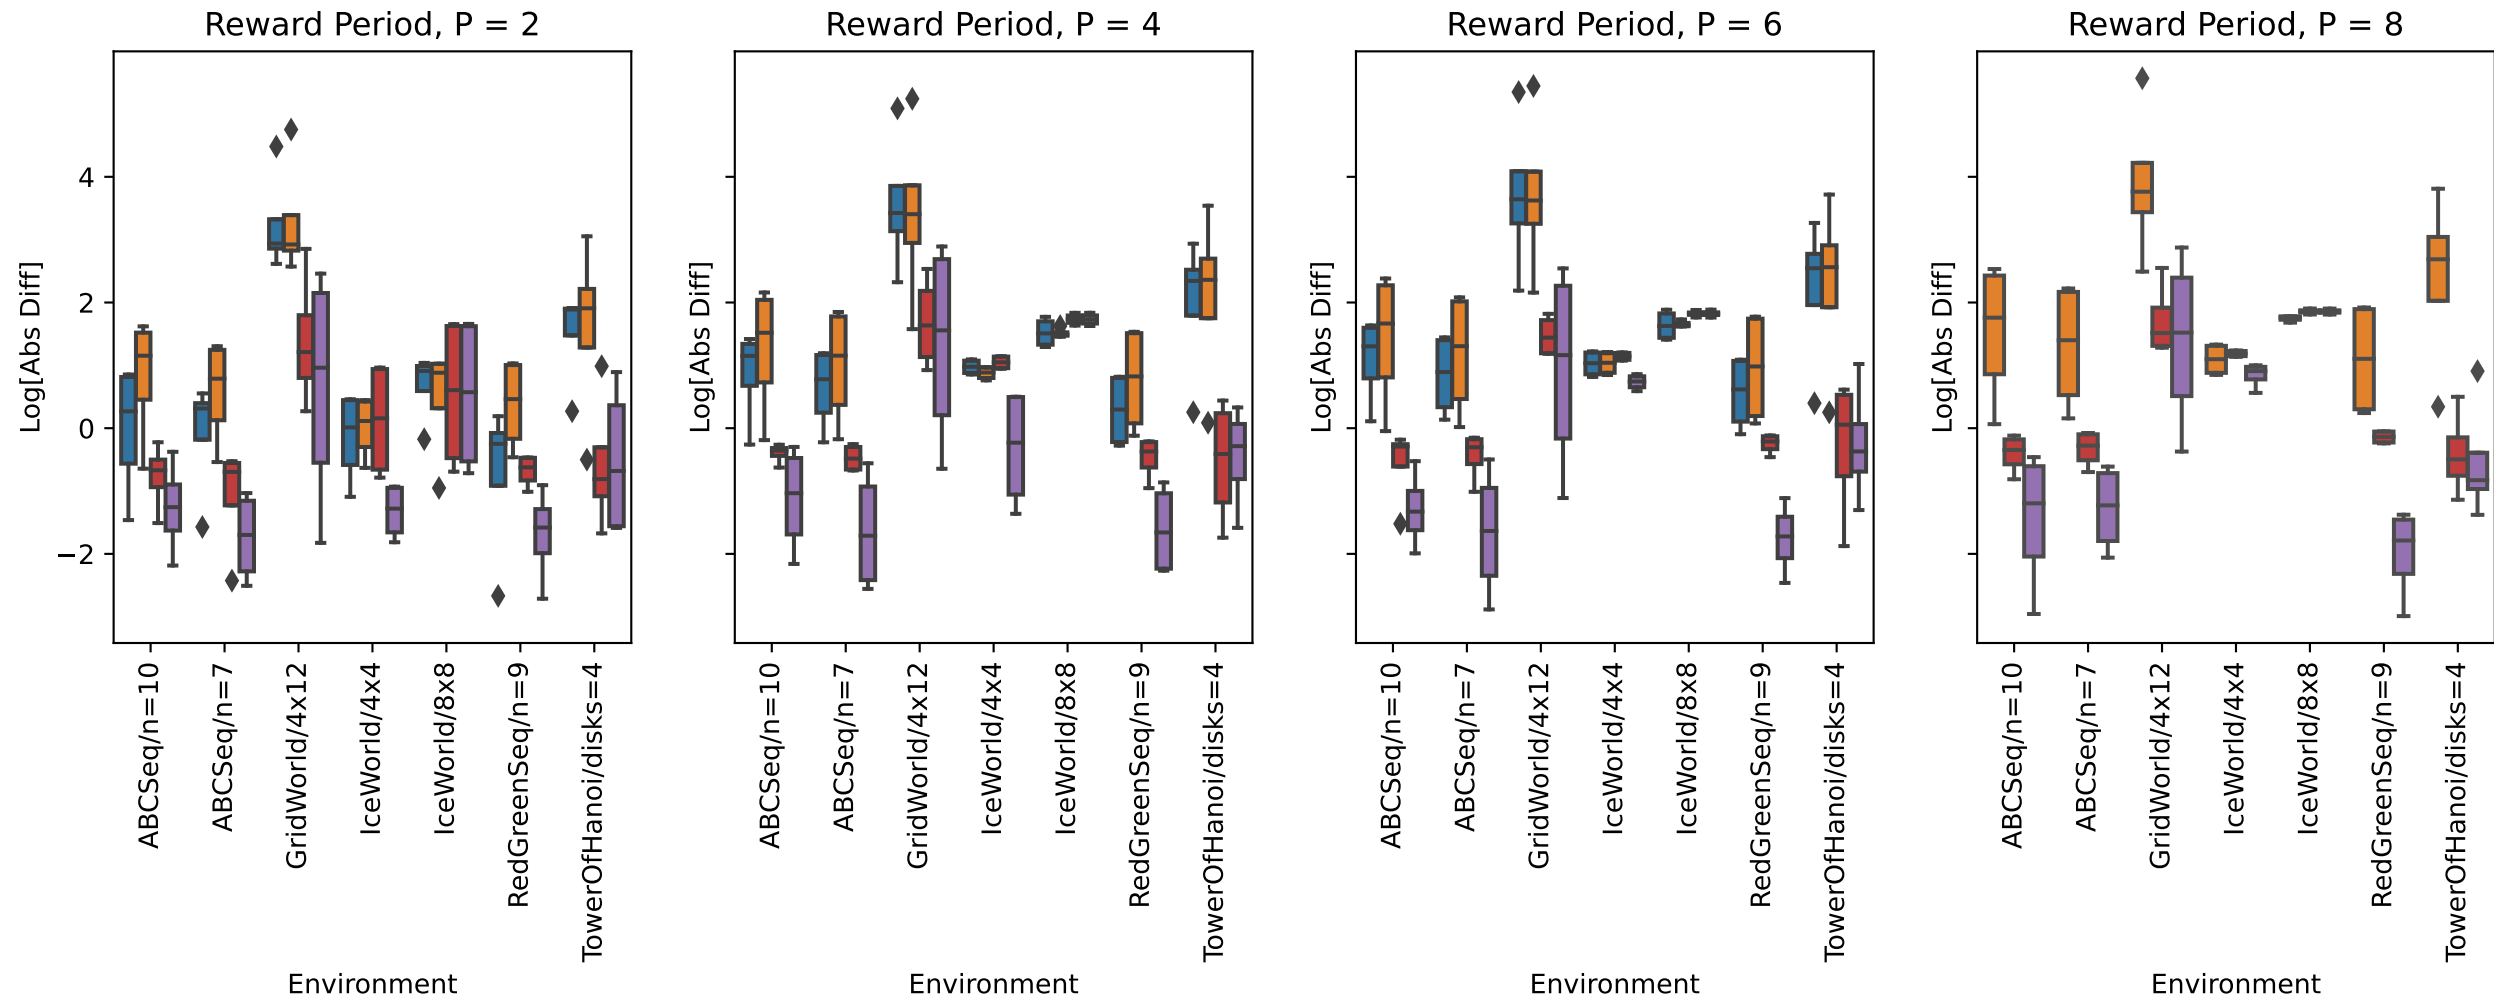 Reward Period, P = 2
Reward Period, P = 4
Reward Period, P = 6
Reward Period, P = 8
Log[Abs Diff]
4
2
0
−2
ABCSeq/n=10
ABCSeq/n=7
GridWorld/4x12
IceWorld/4x4
IceWorld/8x8
RedGreenSeq/n=9
TowerOfHanoi/disks=4
Environment
Log[Abs Diff]
ABCSeq/n=10
ABCSeq/n=7
GridWorld/4x12
IceWorld/4x4
IceWorld/8x8
RedGreenSeq/n=9
TowerOfHanoi/disks=4
Environment
Log[Abs Diff]
ABCSeq/n=10
ABCSeq/n=7
GridWorld/4x12
IceWorld/4x4
IceWorld/8x8
RedGreenSeq/n=9
TowerOfHanoi/disks=4
Environment
Log[Abs Diff]
ABCSeq/n=10
ABCSeq/n=7
GridWorld/4x12
IceWorld/4x4
IceWorld/8x8
RedGreenSeq/n=9
TowerOfHanoi/disks=4
Environment